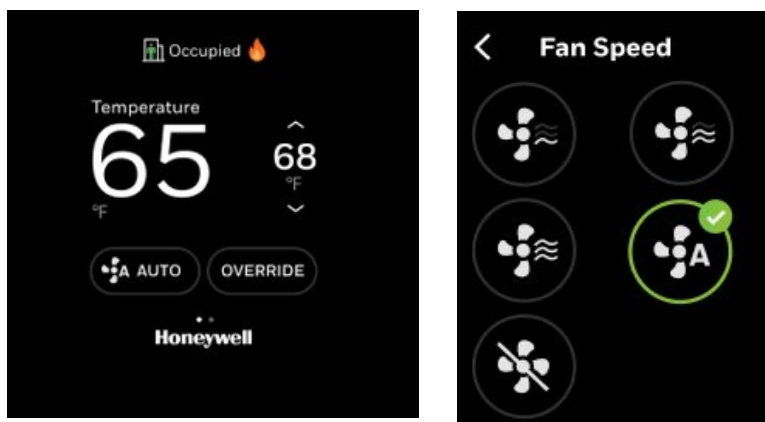 Occupied
Temperature
65
°F
68
°F
A AUTO
OVERRIDE
Honeywell
Fan Speed
A